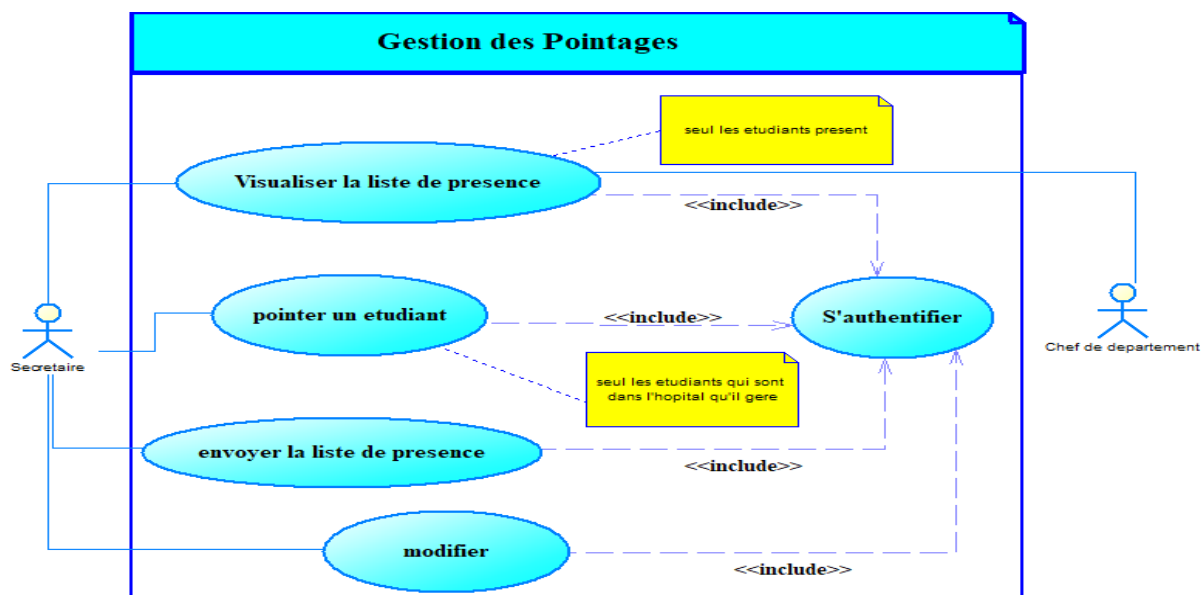 Gestion des Pointages
seul les etudiants present
Visualiser la liste de presence
<<include>>
pointer un etudiant
<<include>>
S'authentifier
Secretaire
Chef de departement
seul les etudiants qui sont
dans l'hopital qu'il gere
envoyer la liste de presence
<<include>>
modifier
<<include>>